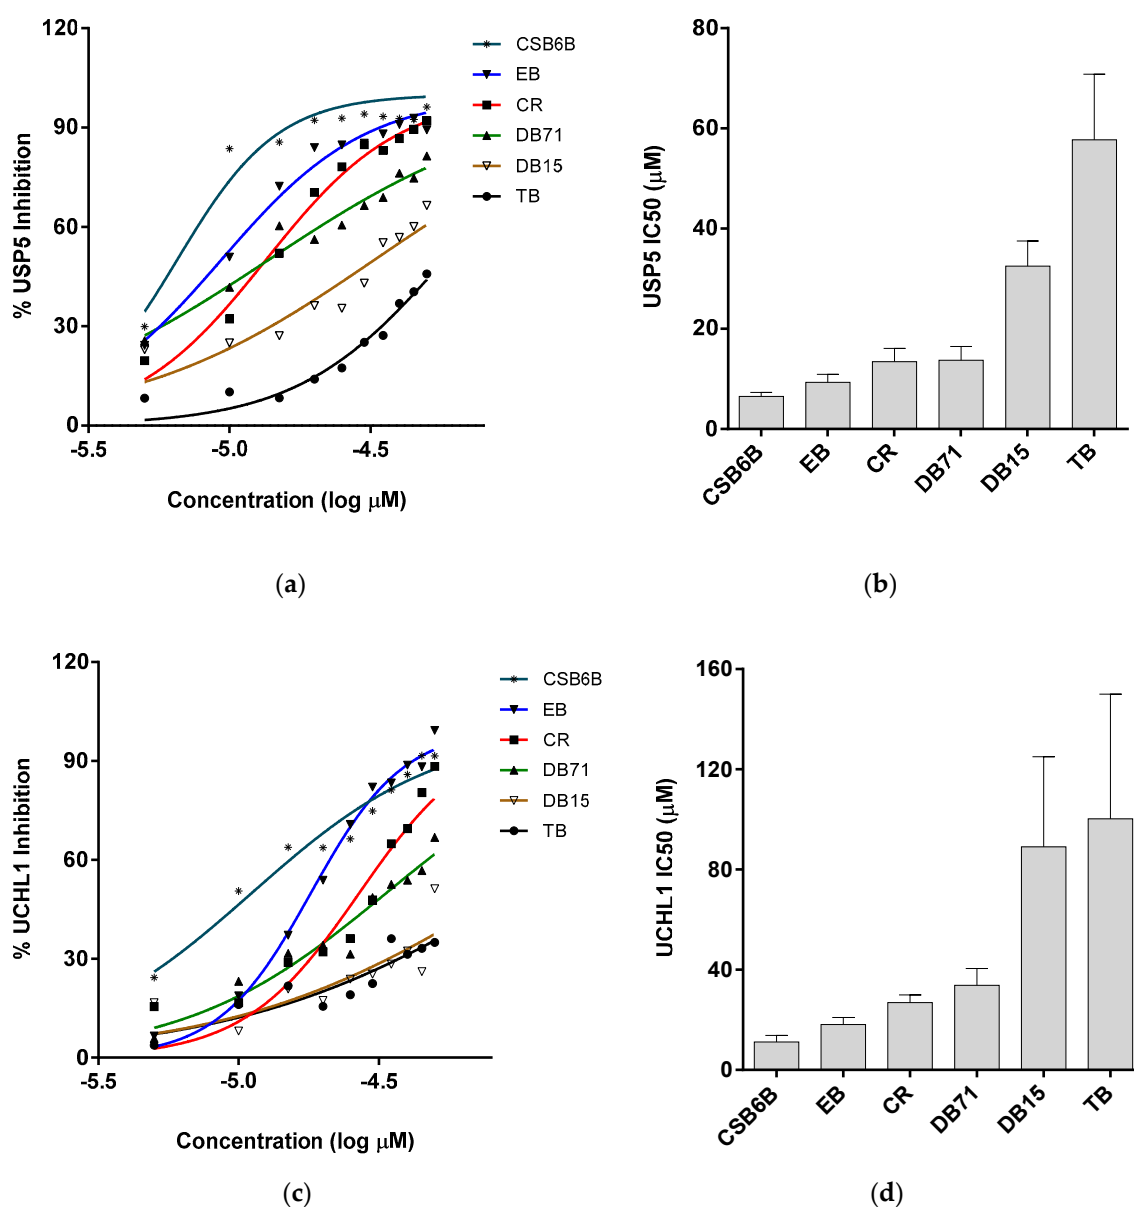 120
90
60
30
0
-5.5
-5.0
-4.5
% USP5 Inhibition
Concentration (log μM)
CSB6B
EB
CR
DB71
DB15
TB
(a)
80
60
40
20
0
USP5 IC50 (μM)
CSB6B
EB
CR
DB71
DB15
TB
(b)
120
90
60
30
0
-5.5
-5.0
-4.5
% UCHL1 Inhibition
Concentration (log μM)
CSB6B
EB
CR
DB71
DB15
TB
(c)
160
120
80
40
0
UCHL1 IC50 (μM)
CSB6B
EB
CR
DB71
DB15
TB
(d)